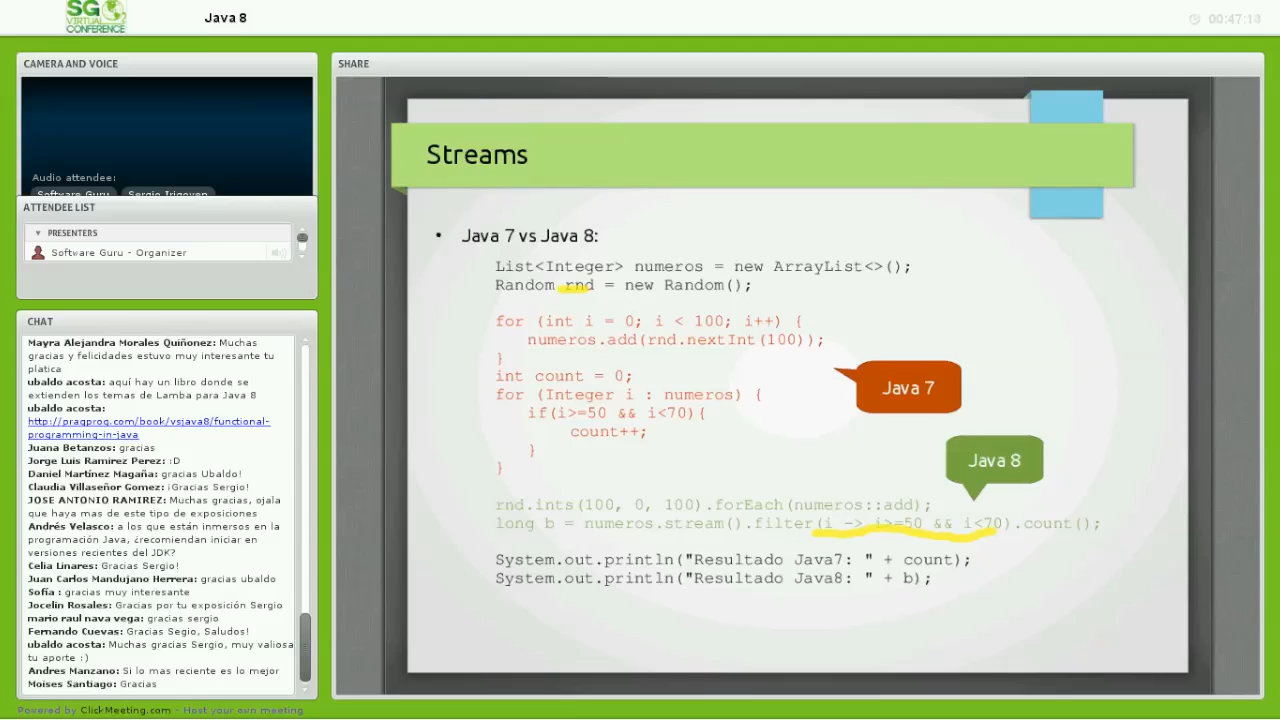 SG
VIRTUAL
CONFERENCE
Java 8
00:47:13
CAMERA AND VOICE
Audio attendee:
Software Guru
Sergio Irigoyen
ATTENDEE LIST
PRESENTERS
Software Guru - Organizer
CHAT
Mayra Alejandra Morales Quiñonez: Muchas
gracias y felicidades estuvo muy interesante tu
platica
ubaldo acosta: aquí hay un libro donde se
extienden los temas de Lamba para Java 8
ubaldo acosta:
http://pragprog.com/book/vsjava8/functional-
programming-in-java
Juana Betanzos: gracias
Jorge Luis Ramirez Perez: :D
Daniel Martínez Magaña: gracias Ubaldo!
Claudia Villaseñor Gomez: ¡Gracias Sergio!
JOSE ANTONIO RAMIREZ: Muchas gracias, ojala
que haya mas de este tipo de exposiciones
Andrés Velasco: a los que están inmersos en la
programación Java, ¿recomiendan iniciar en
versiones recientes del JDK?
Celia Linares: Gracias Sergio!
Juan Carlos Mandujano Herrera: gracias ubaldo
Sofía : gracias muy interesante
Jocelin Rosales: Gracias por tu exposición Sergio
mario raul nava vega: gracias sergio
Fernando Cuevas: Gracias Segio, Saludos!
ubaldo acosta: Muchas gracias Sergio, muy valiosa
tu aporte :)
Andres Manzano: Si lo mas reciente es lo mejor
Moises Santiago: Gracias
SHARE
Streams
• Java 7 vs Java 8:
List<Integer> numeros = new ArrayList<>();
Random rnd = new Random();
for (int i = 0; i < 100; i++) {
numeros.add(rnd.nextInt(100));
}
int count = 0;
for (Integer i : numeros) {
if(i>=50 && i<70){
count++;
}
}
Java 7
Java 8
rnd.ints(100, 0, 100).forEach(numeros::add);
long b = numeros.stream().filter(i -> i>=50 && i<70).count();
System.out.println("Resultado Java7: " + count);
System.out.println("Resultado Java8: " + b);
Powered by ClickMeeting.com - Host your own meeting